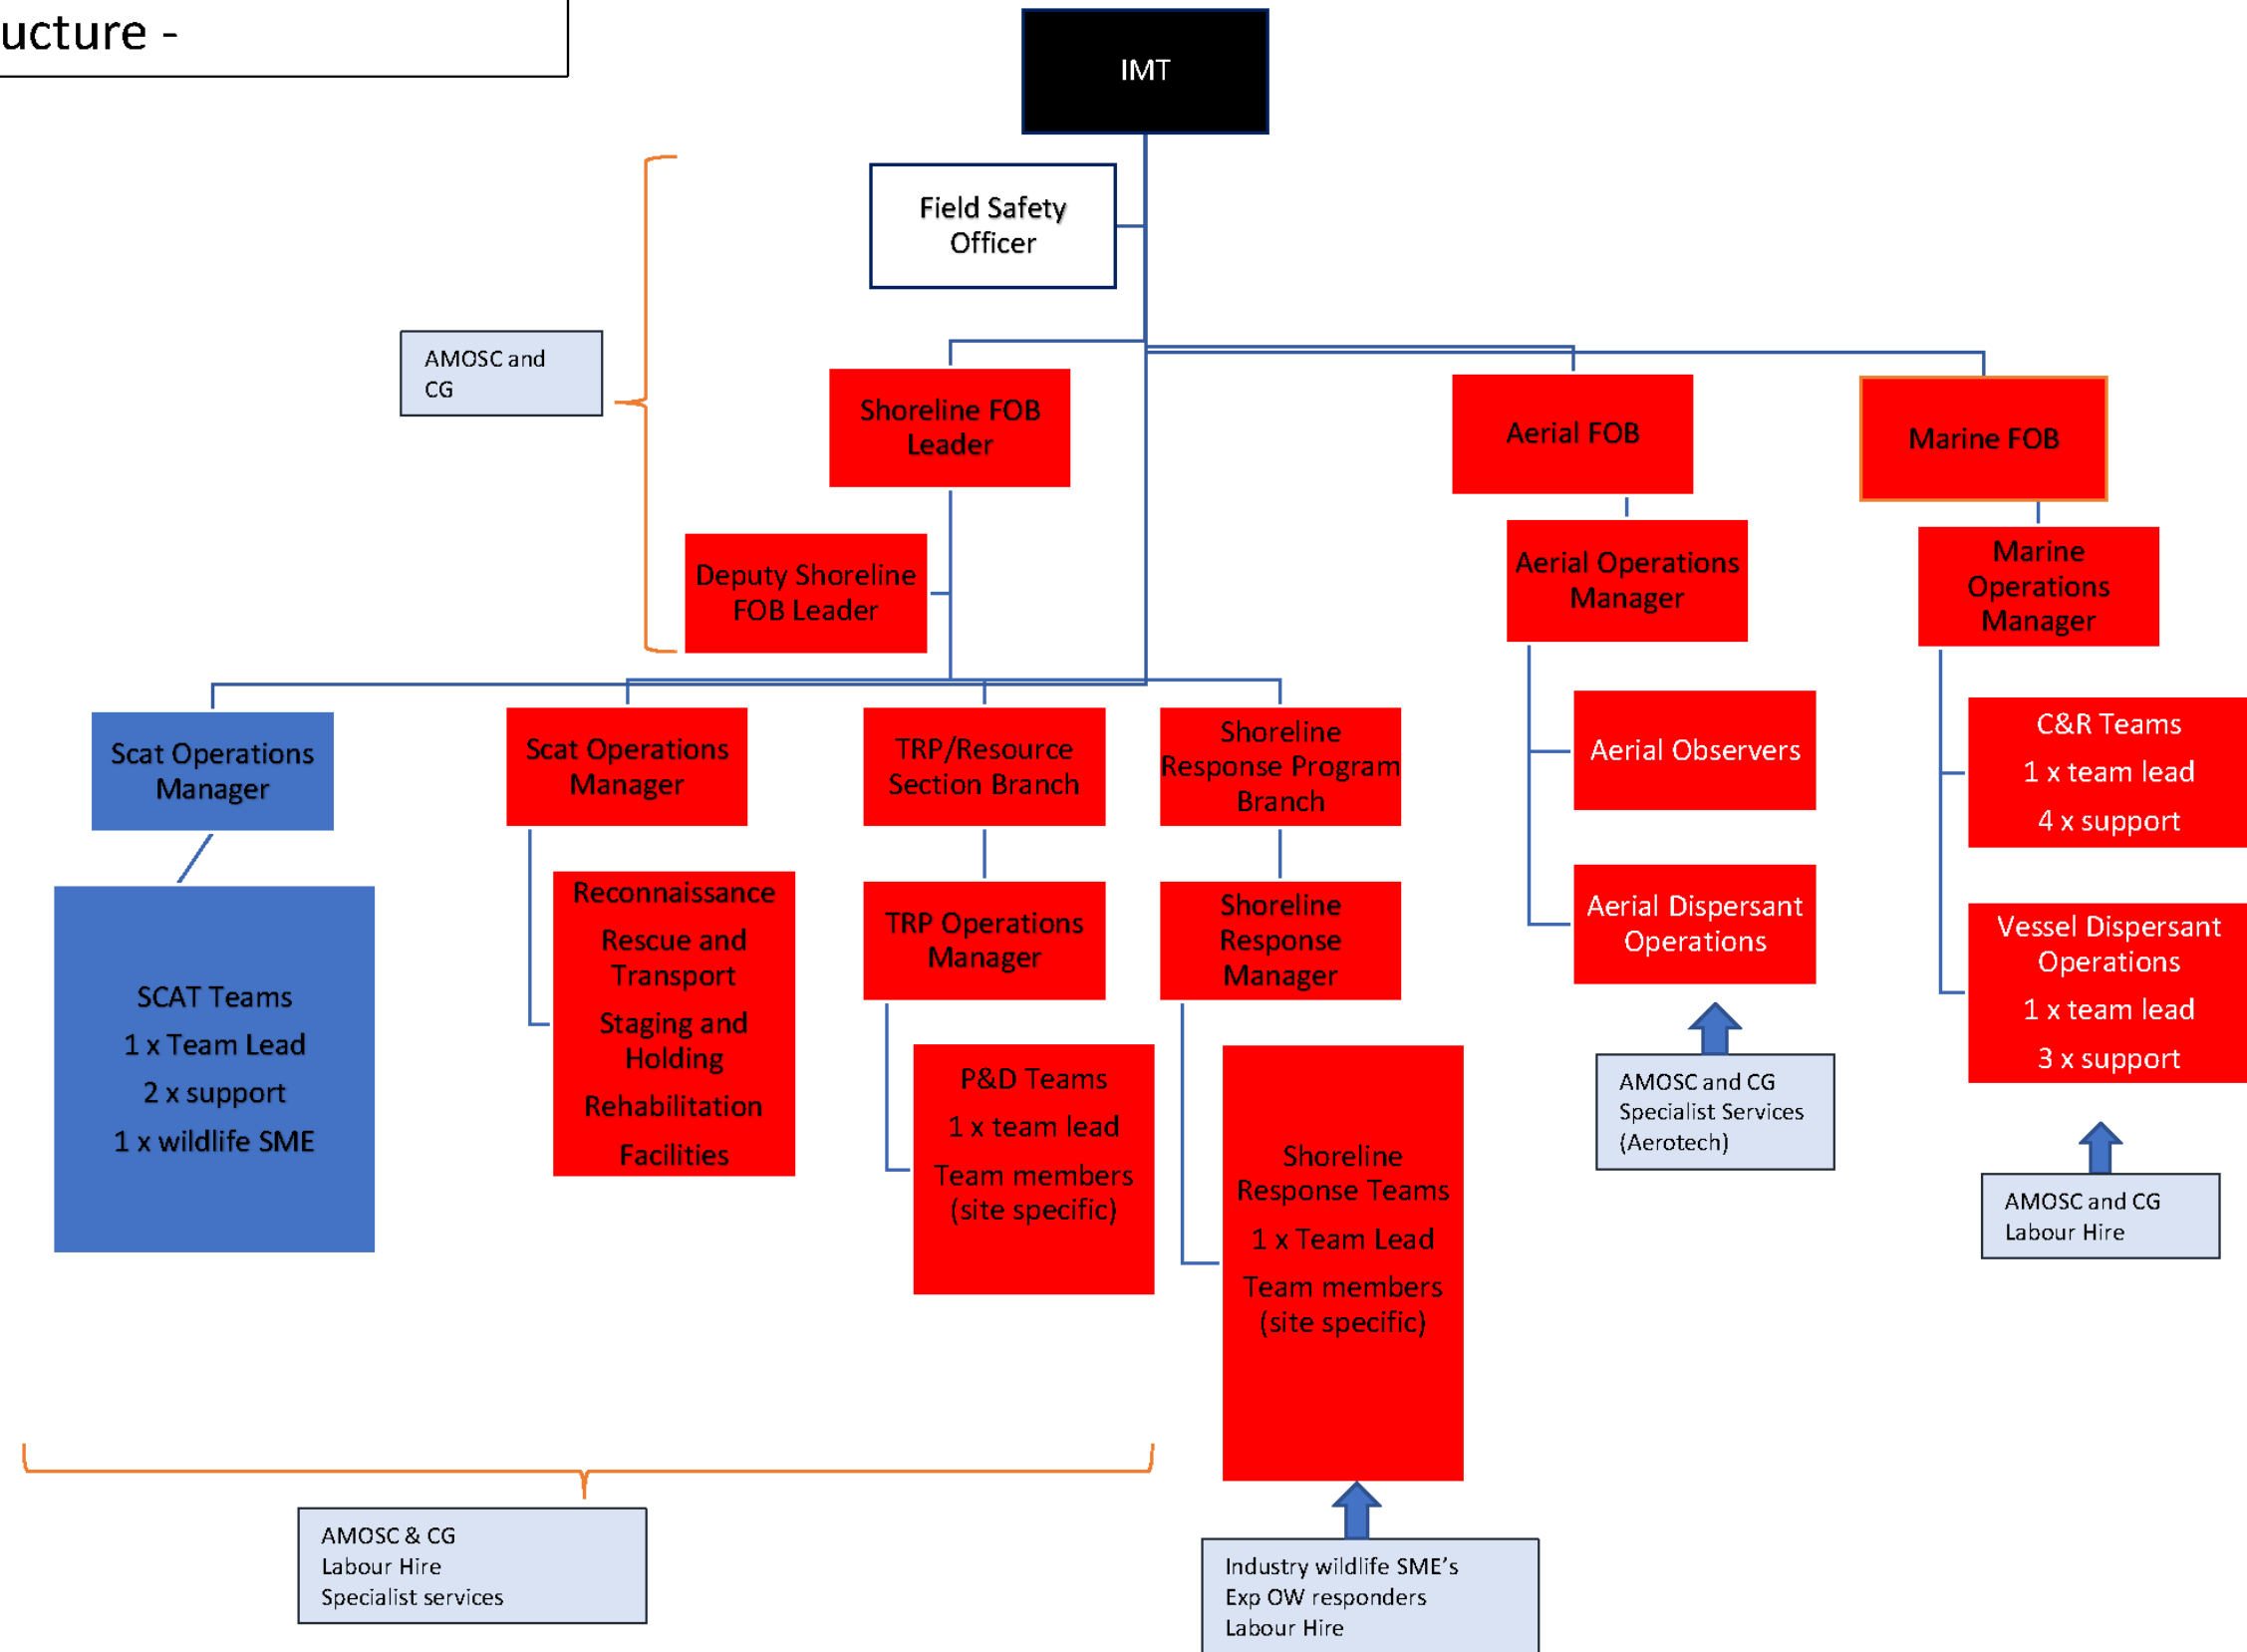 ucture -
IMT
Field Safety
Officer
AMOSC and
CG
Shoreline FOB
Leader
Aerial FOB
Marine FOB
Deputy Shoreline
FOB Leader
Aerial Operations
Manager
Marine
Operations
Manager
Scat Operations
Manager
Scat Operations
Manager
TRP/Resource
Section Branch
Shoreline
Response Program
Branch
Aerial Observers
C&R Teams
1 x team lead
4 x support
SCAT Teams
1 x Team Lead
2 x support
1 x wildlife SME
Reconnaissance
Rescue and
Transport
Staging and
Holding
Rehabilitation
Facilities
TRP Operations
Manager
Shoreline
Response
Manager
Aerial Dispersant
Operations
Vessel Dispersant
Operations
1 x team lead
3 x support
P&D Teams
1 x team lead
Team members
(site specific)
Shoreline
Response Teams
1 x Team Lead
Team members
(site specific)
AMOSC and CG
Specialist Services
(Aerotech)
AMOSC and CG
Labour Hire
AMOSC & CG
Labour Hire
Specialist services
Industry wildlife SME’s
Exp OW responders
Labour Hire